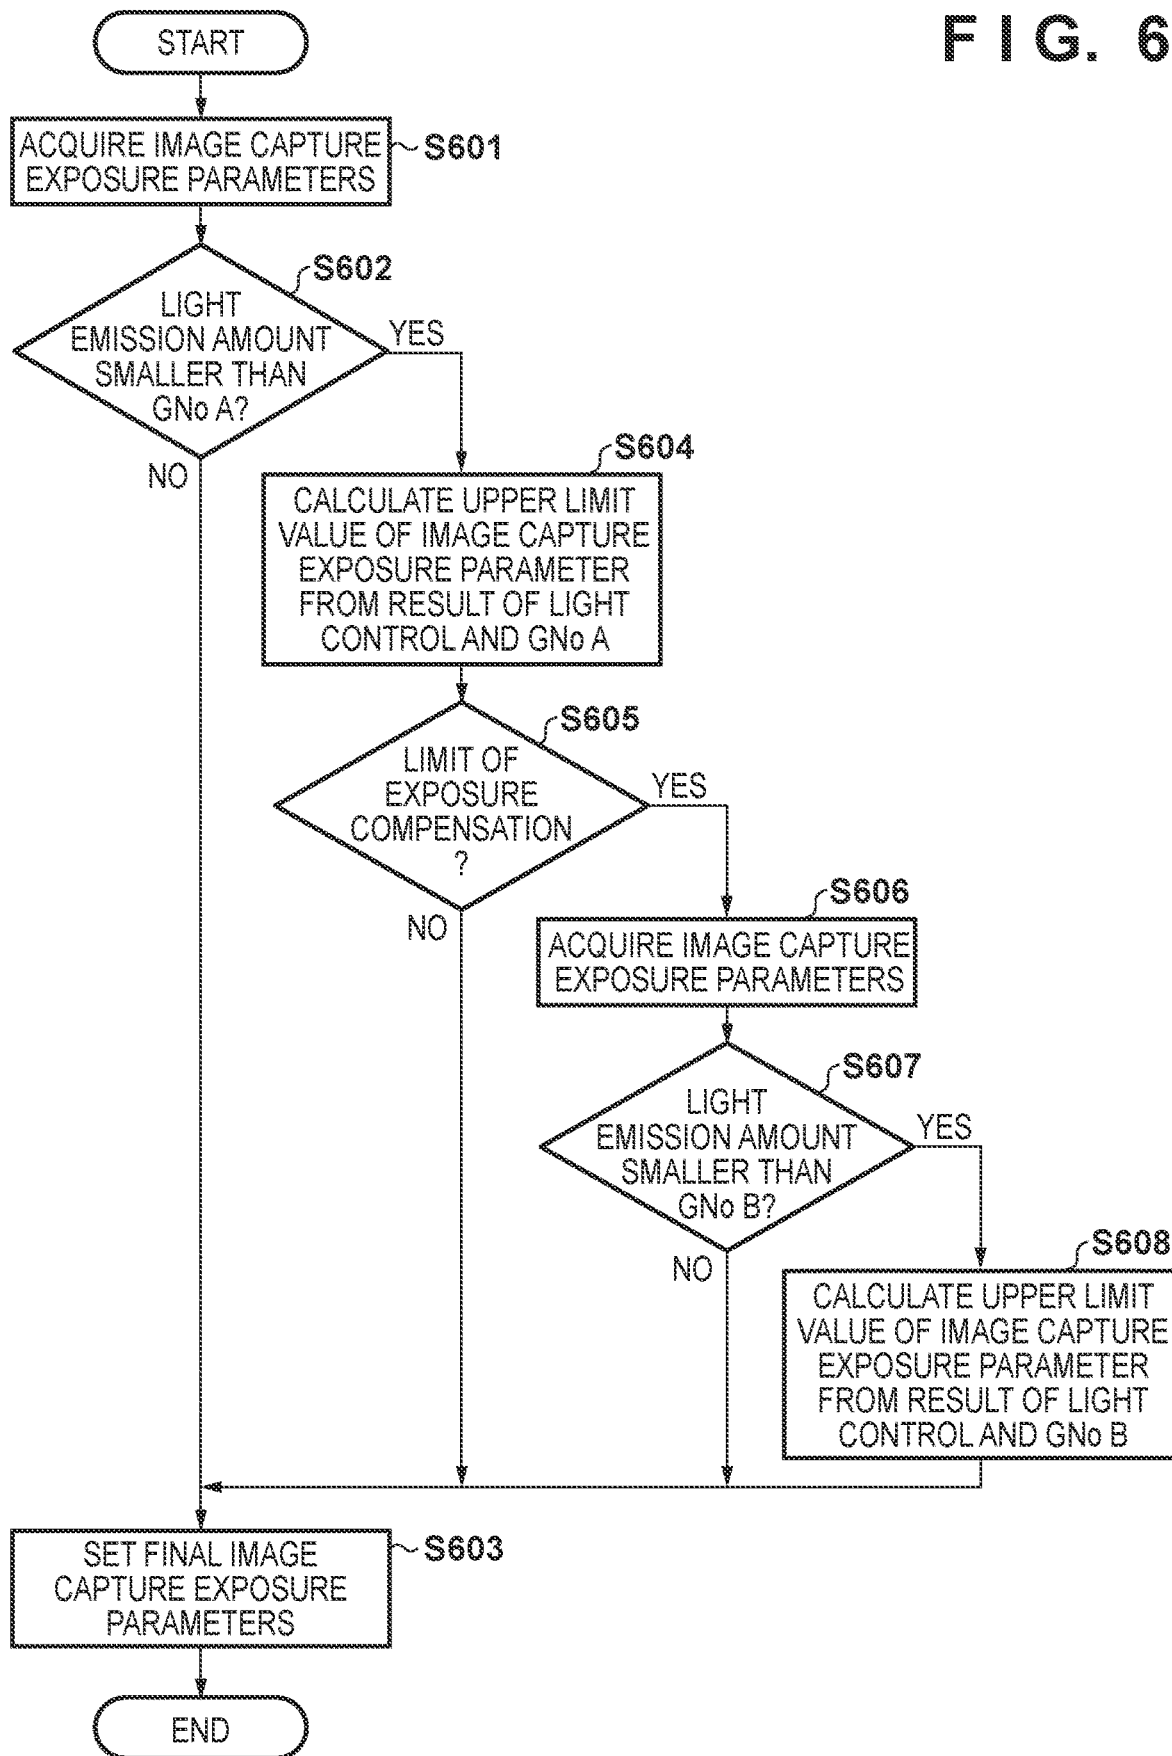 FIG. 6
START
ACQUIRE IMAGE CAPTURE
EXPOSURE PARAMETERS
S601
S602
LIGHT
EMISSION AMOUNT
SMALLER THAN
GNo A?
YES
NO
S604
CALCULATE UPPER LIMIT
VALUE OF IMAGE CAPTURE
EXPOSURE PARAMETER
FROM RESULT OF LIGHT
CONTROL AND GNo A
S605
LIMIT OF
EXPOSURE
COMPENSATION
?
YES
NO
S606
ACQUIRE IMAGE CAPTURE
EXPOSURE PARAMETERS
S607
LIGHT
EMISSION AMOUNT
SMALLER THAN
GNo B?
YES
NO
S608
CALCULATE UPPER LIMIT
VALUE OF IMAGE CAPTURE
EXPOSURE PARAMETER
FROM RESULT OF LIGHT
CONTROL AND GNo B
SET FINAL IMAGE
CAPTURE EXPOSURE
PARAMETERS
S603
END